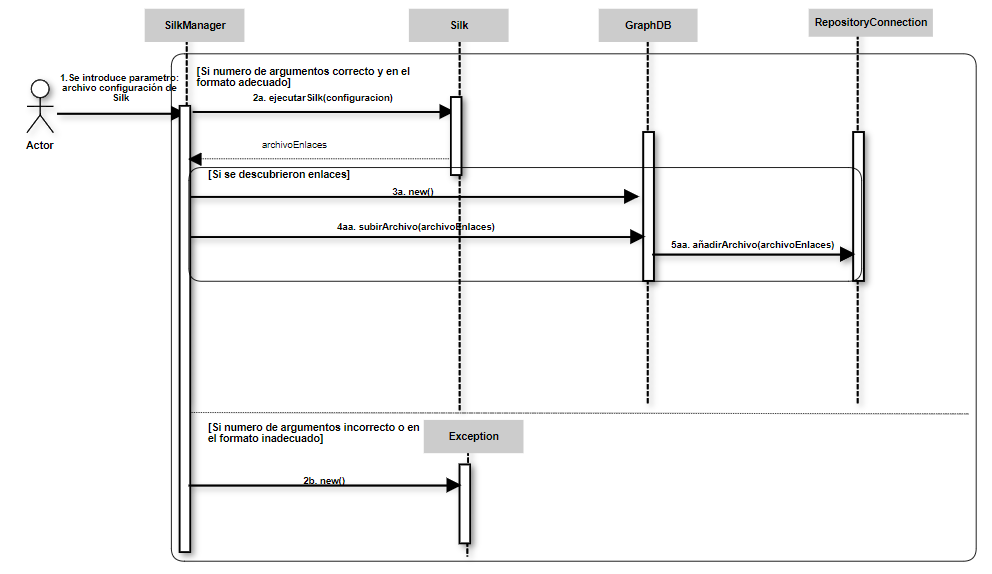 SilkManager
Silk
GraphDB
RepositoryConnection
1.Se introduce parametro:
archivo configuración de
Silk
Actor
[Si numero de argumentos correcto y en el
formato adecuado]
2a. ejecutarSilk(configuracion)
archivoEnlaces
[Si se descubrieron enlaces]
3a. new()
4aa. subirArchivo(archivoEnlaces)
5aa. añadirArchivo(archivoEnlaces)
[Si numero de argumentos incorrecto o en
el formato inadecuado]
Exception
2b. new()